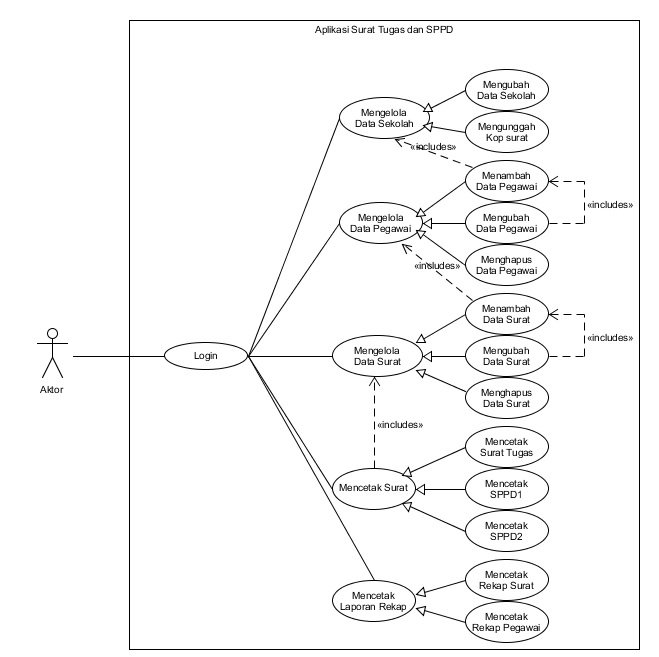 Aplikasi Surat Tugas dan SPPD
Mengubah
Data Sekolah
Mengelola
Data Sekolah
Mengunggah
Kop surat
«includes»
Menambah
Data Pegawai
«includes»
Mengelola
Data Pegawai
Mengubah
Data Pegawai
Menghapus
Data Pegawai
«includes»
Menambah
Data Surat
«includes»
Aktor
Login
Mengelola
Data Surat
Mengubah
Data Surat
Menghapus
Data Surat
«includes»
Mencetak
Surat Tugas
Mencetak Surat
Mencetak
SPPD1
Mencetak
SPPD2
Mencetak
Rekap Surat
Mencetak
Laporan Rekap
Mencetak
Rekap Pegawai